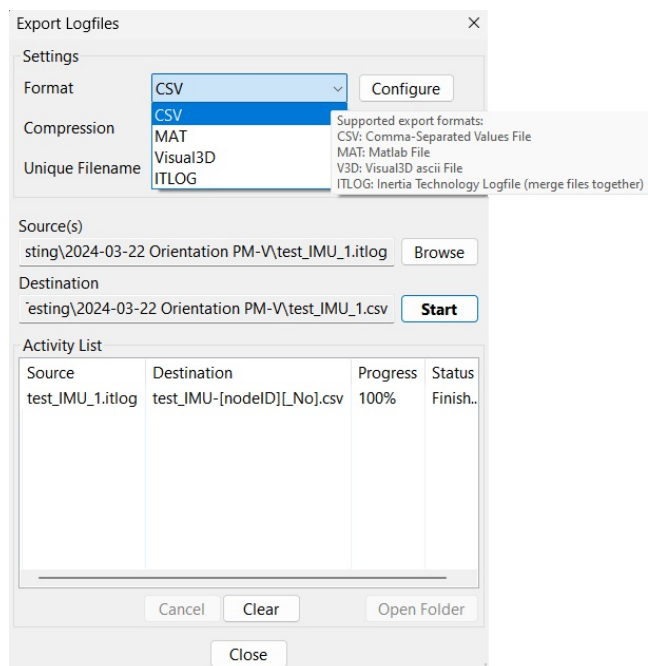 Export Logfiles
Settings
Format
CSV
Configure
CSV
MAT
Visual3D
ITLOG
Supported export formats:
CSV: Comma-Separated Values File
MAT: Matlab File
V3D: Visual3D ascii File
ITLOG: Inertia Technology Logfile (merge files together)
Compression
Unique Filename
Source(s)
sting\2024-03-22 Orientation PM-V\test_IMU_1.itlog
Browse
Destination
esting\2024-03-22 Orientation PM-V\test_IMU_1.csv
Start
Activity List
Source Destination Progress Status
test_IMU_1.itlog test_IMU-[nodeID][_No].csv 100% Finish..
Cancel Clear Open Folder
Close